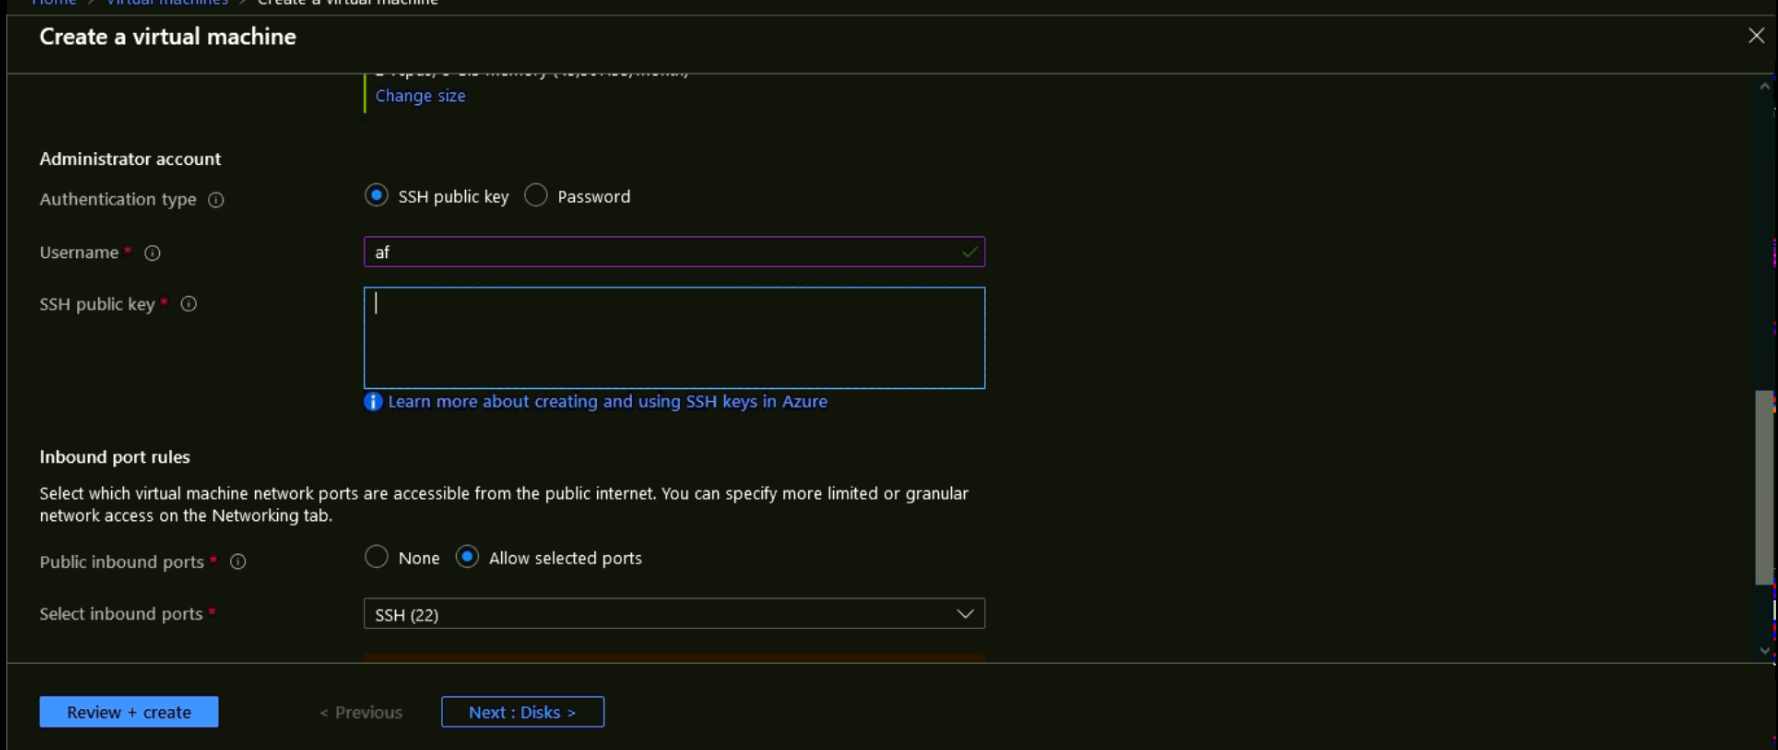 Home > Virtual machines > Create a virtual machine
Create a virtual machine
Change size
Administrator account
Authentication type
SSH public key
Password
Username *
af
SSH public key *
Learn more about creating and using SSH keys in Azure
Inbound port rules
Select which virtual machine network ports are accessible from the public internet. You can specify more limited or granular
network access on the Networking tab.
Public inbound ports *
None
Allow selected ports
Select inbound ports *
SSH (22)
Review + create
< Previous
Next : Disks >